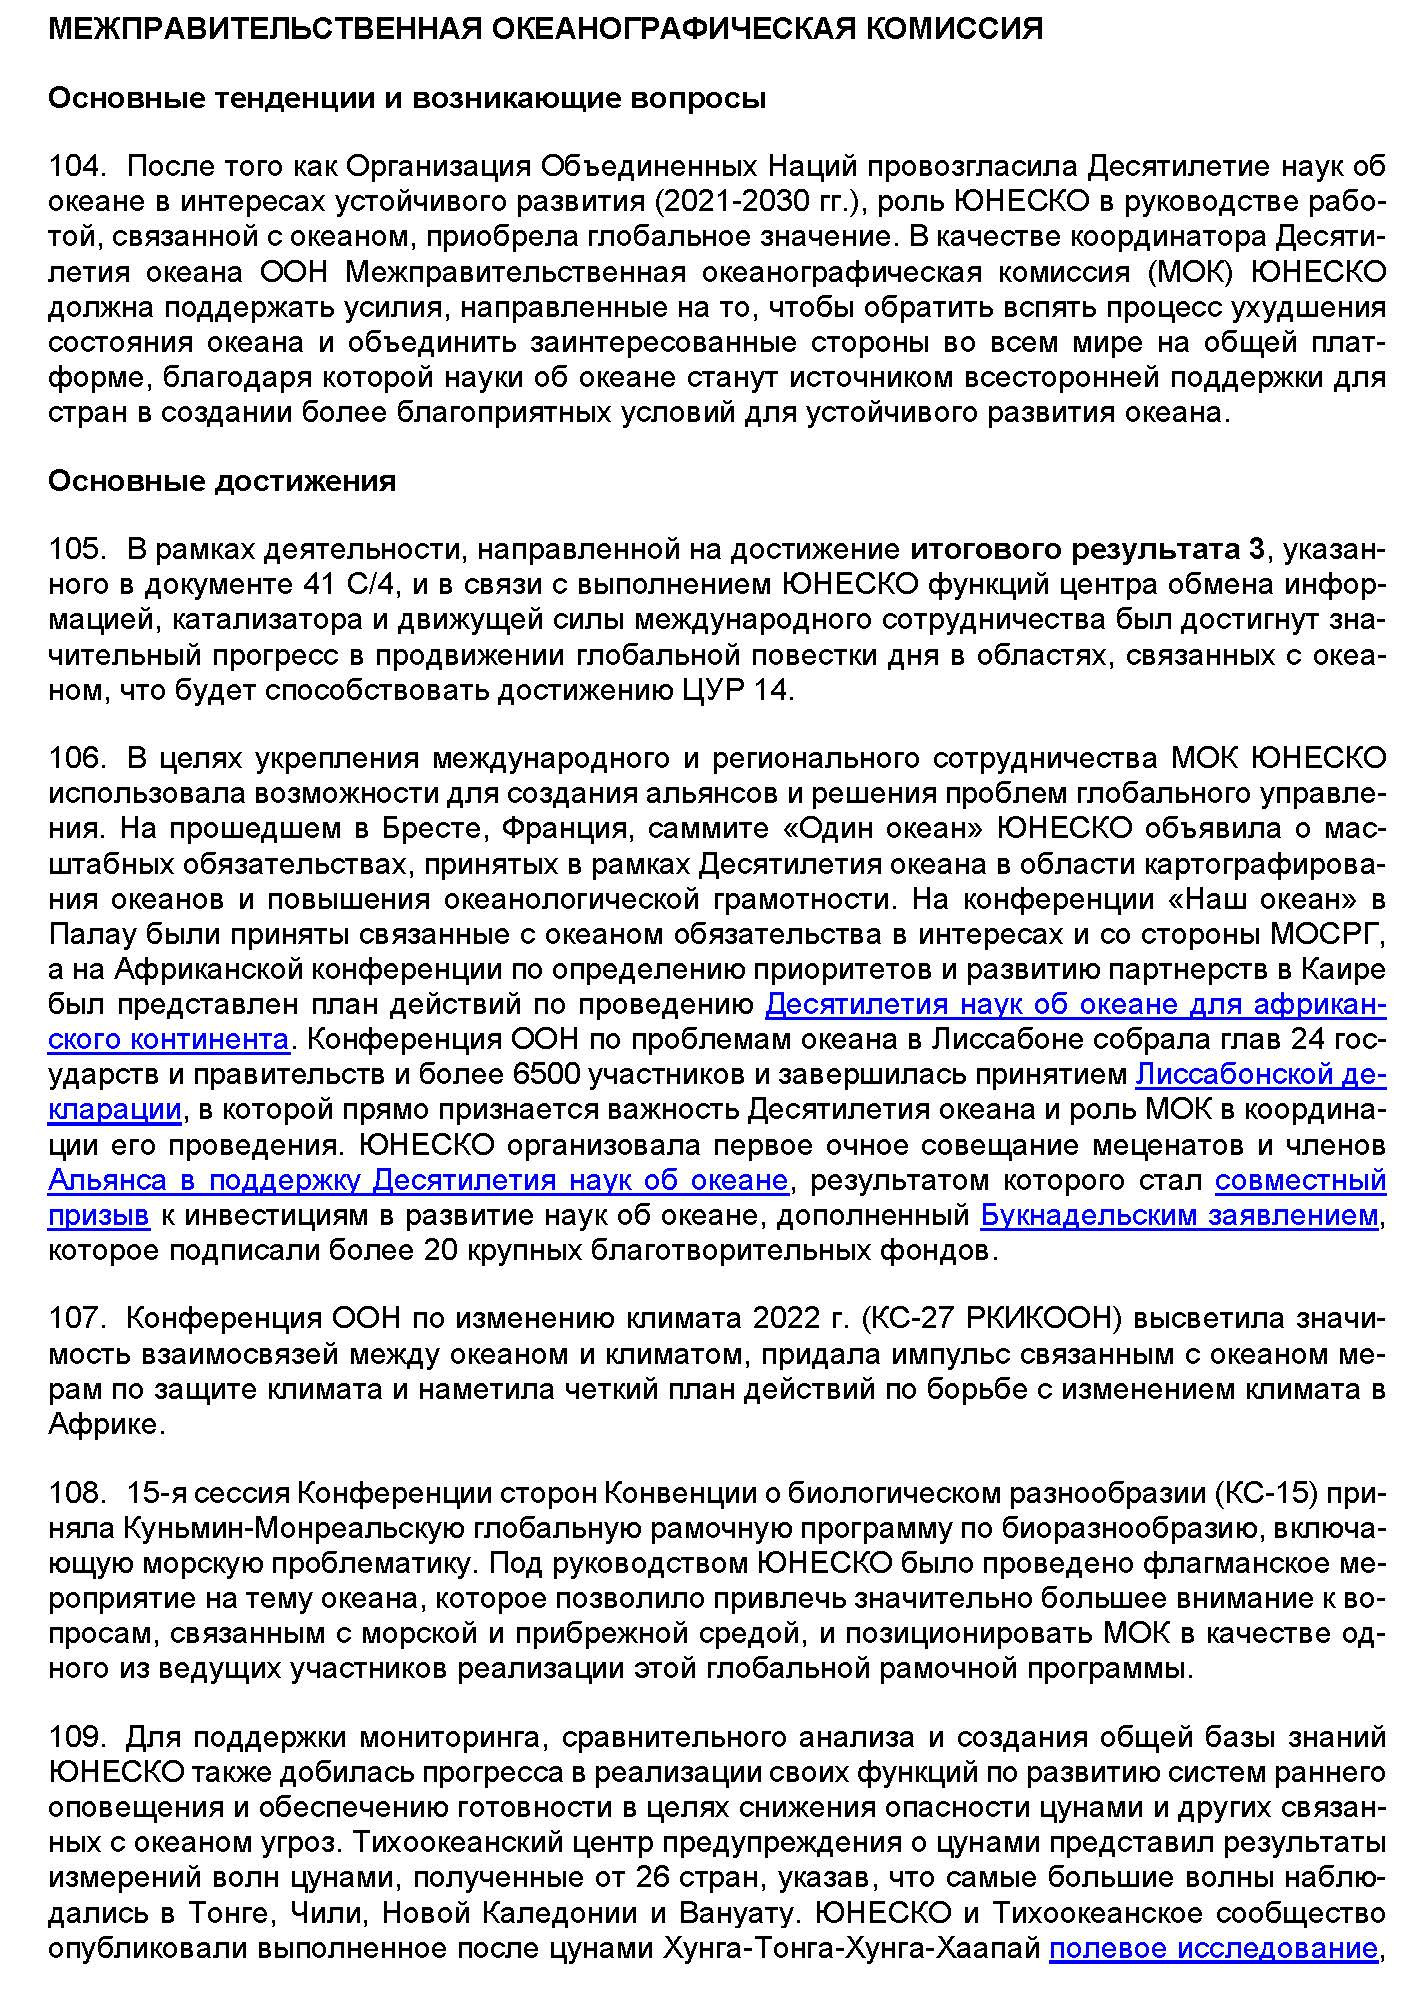 МЕЖПРАВИТЕЛЬСТВЕННАЯ ОКЕАНОГРАФИЧЕСКАЯ КОМИССИЯ
Основные тенденции и возникающие вопросы
104. После того как Организация Объединенных Наций провозгласила Десятилетие наук об
океане в интересах устойчивого развития (2021-2030 гг.), роль ЮНЕСКО в руководстве рабо-
той, связанной с океаном, приобрела глобальное значение. В качестве координатора Десяти-
летия океана ООН Межправительственная океанографическая комиссия (МОК) ЮНЕСКО
должна поддержать усилия, направленные на то, чтобы обратить вспять процесс ухудшения
состояния океана и объединить заинтересованные стороны во всем мире на общей плат-
форме, благодаря которой науки об океане станут источником всесторонней поддержки для
стран в создании более благоприятных условий для устойчивого развития океана.
Основные достижения
105. В рамках деятельности, направленной на достижение итогового результата 3, указан-
ного в документе 41 C/4, и в связи с выполнением ЮНЕСКО функций центра обмена инфор-
мацией, катализатора и движущей силы международного сотрудничества был достигнут зна-
чительный прогресс в продвижении глобальной повестки дня в областях, связанных с океа-
ном, что будет способствовать достижению ЦУР 14.
106. В целях укрепления международного и регионального сотрудничества МОК ЮНЕСКО
использовала возможности для создания альянсов и решения проблем глобального управле-
ния. На прошедшем в Бресте, Франция, саммите «Один океан» ЮНЕСКО объявила о мас-
штабных обязательствах, принятых в рамках Десятилетия океана в области картографирова-
ния океанов и повышения океанологической грамотности. На конференции «Наш океан» в
Палау были приняты связанные с океаном обязательства в интересах и со стороны МОСРГ,
а на Африканской конференции по определению приоритетов и развитию партнерств в Каире
был представлен план действий по проведению Десятилетия наук об океане для африкан-
ского континента. Конференция ООН по проблемам океана в Лиссабоне собрала глав 24 гос-
ударств и правительств и более 6500 участников и завершилась принятием Лиссабонской де-
кларации, в которой прямо признается важность Десятилетия океана и роль МОК в координа-
ции его проведения. ЮНЕСКО организовала первое очное совещание меценатов и членов
Альянса в поддержку Десятилетия наук об океане, результатом которого стал совместный
призыв к инвестициям в развитие наук об океане, дополненный Букнадельским заявлением,
которое подписали более 20 крупных благотворительных фондов.
107. Конференция ООН по изменению климата 2022 г. (КС-27 РКИКООН) высветила значи-
мость взаимосвязей между океаном и климатом, придала импульс связанным с океаном ме-
рам по защите климата и наметила четкий план действий по борьбе с изменением климата в
Африке.
108. 15-я сессия Конференции сторон Конвенции о биологическом разнообразии (КС-15) при-
няла Куньмин-Монреальскую глобальную рамочную программу по биоразнообразию, включа-
ющую морскую проблематику. Под руководством ЮНЕСКО было проведено флагманское ме-
роприятие на тему океана, которое позволило привлечь значительно большее внимание к во-
просам, связанным с морской и прибрежной средой, и позиционировать МОК в качестве од-
ного из ведущих участников реализации этой глобальной рамочной программы.
109. Для поддержки мониторинга, сравнительного анализа и создания общей базы знаний
ЮНЕСКО также добилась прогресса в реализации своих функций по развитию систем раннего
оповещения и обеспечению готовности в целях снижения опасности цунами и других связан-
ных с океаном угроз. Тихоокеанский центр предупреждения о цунами представил результаты
измерений волн цунами, полученные от 26 стран, указав, что самые большие волны наблю-
дались в Тонге, Чили, Новой Каледонии и Вануату. ЮНЕСКО и Тихоокеанское сообщество
опубликовали выполненное после цунами Хунга-Тонга-Хунга-Хаапай полевое исследование,